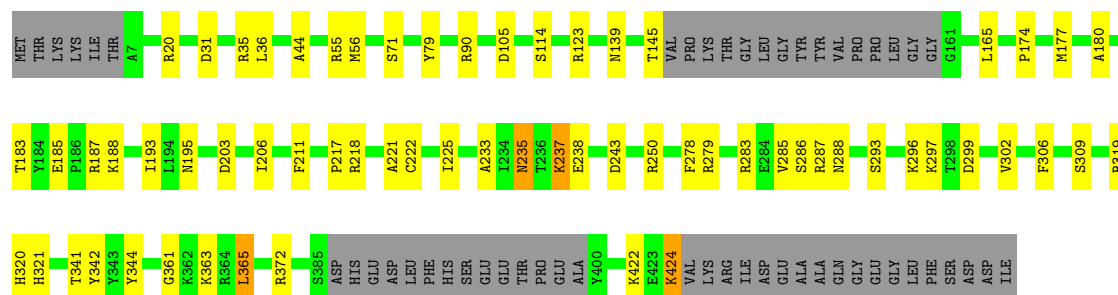 MET THR LYS LYS ILE THR A7 R20 D31 R35 L36 A44 R55 M56 S71 Y79 R90 D105 S114 R123 N139 T145 VAL PRO LYS THR GLY LEU GLY TYR TYR VAL PRO PRO LEU GLY GLY G161 L165 P174 M177 A180
T183 Y184 E185 P186 R187 K188 I193 L194 N195 D203 I206 F211 P217 R218 A221 C222 I225 A233 I234 N235 T236 K237 E238 D243 R250 F278 R279 R283 E284 V285 S286 R287 N288 S293 K296 K297 T298 D299 V302 F306 S309
H320 H321 T341 Y342 Y343 Y344 G361 K362 K363 R364 L365 R372 S385 ASP HIS GLU ASP LEU PHE HIS SER GLU GLU THR PRO GLU ALA Y400 K422 E423 K424 VAL LYS ARG ILE ASP GLU ALA ALA GLN GLY GLU GLY LEU PHE SER ASP ASP ILE